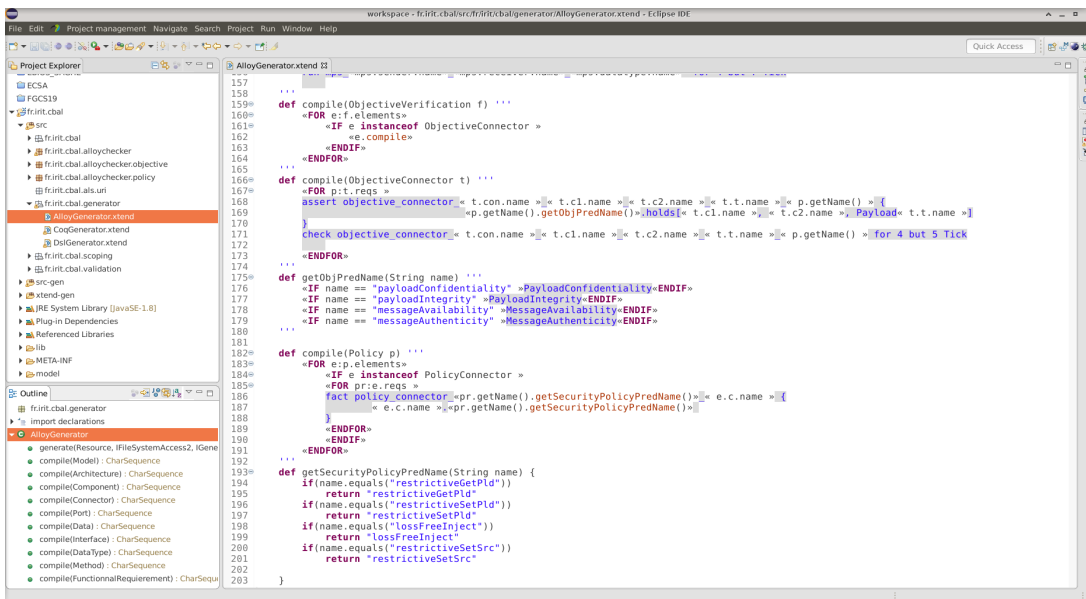 workspace - fr.irit.cbal/src/fr/irit/cbal/generator/AlloyGenerator.xtend - Eclipse IDE
File Edit Project management Navigate Search Project Run Window Help
Quick Access
Project Explorer
ECSA
FGCS19
fr.irit.cbal
src
fr.irit.cbal
fr.irit.cbal.alloychecker
fr.irit.cbal.alloychecker.objective
fr.irit.cbal.alloychecker.policy
fr.irit.cbal.als.uri
fr.irit.cbal.generator
AlloyGenerator.xtend
CoqGenerator.xtend
DslGenerator.xtend
fr.irit.cbal.scoping
fr.irit.cbal.validation
src-gen
xtend-gen
JRE System Library [JavaSE-1.8]
Plug-in Dependencies
Referenced Libraries
lib
META-INF
model
Outline
fr.irit.cbal.generator
import declarations
AlloyGenerator
generate(Resource, IFileSystemAccess2, IGene
compile(Model) : CharSequence
compile(Architecture) : CharSequence
compile(Component) : CharSequence
compile(Connector) : CharSequence
compile(Port) : CharSequence
compile(Data) : CharSequence
compile(Interface) : CharSequence
compile(DataType) : CharSequence
compile(Method) : CharSequence
compile(FunctionnalRequierement) : CharSequ
AlloyGenerator.xtend
157
158 '''
159 def compile(ObjectiveVerification f) '''
160 «FOR e:f.elements»
161 «IF e instanceof ObjectiveConnector »
162 «e.compile»
163 «ENDIF»
164 «ENDFOR»
165 '''
166 def compile(ObjectiveConnector t) '''
167 «FOR p:t.reqs »
168 assert objective_connector_« t.con.name »_« t.c1.name »_« t.c2.name »_« t.t.name »_« p.getName() » {
169 «p.getName().getObjPredName()».holds[« t.c1.name », « t.c2.name », Payload« t.t.name »]
170 }
171 check objective_connector_« t.con.name »_« t.c1.name »_« t.c2.name »_« t.t.name »_« p.getName() » for 4 but 5 Tick
172
173 «ENDFOR»
174 '''
175 def getObjPredName(String name) '''
176 «IF name == "payloadConfidentiality" »PayloadConfidentiality«ENDIF»
177 «IF name == "payloadIntegrity" »PayloadIntegrity«ENDIF»
178 «IF name == "messageAvailability" »MessageAvailability«ENDIF»
179 «IF name == "messageAuthenticity" »MessageAuthenticity«ENDIF»
180 '''
181
182 def compile(Policy p) '''
183 «FOR e:p.elements»
184 «IF e instanceof PolicyConnector »
185 «FOR pr:e.reqs »
186 fact policy_connector_«pr.getName().getSecurityPolicyPredName()»_« e.c.name » {
187 « e.c.name ».«pr.getName().getSecurityPolicyPredName()»
188 }
189 «ENDFOR»
190 «ENDIF»
191 «ENDFOR»
192 '''
193 def getSecurityPolicyPredName(String name) {
194 if(name.equals("restrictiveGetPld"))
195 return "restrictiveGetPld"
196 if(name.equals("restrictiveSetPld"))
197 return "restrictiveSetPld"
198 if(name.equals("lossFreeInject"))
199 return "lossFreeInject"
200 if(name.equals("restrictiveSetSrc"))
201 return "restrictiveSetSrc"
202
203 }